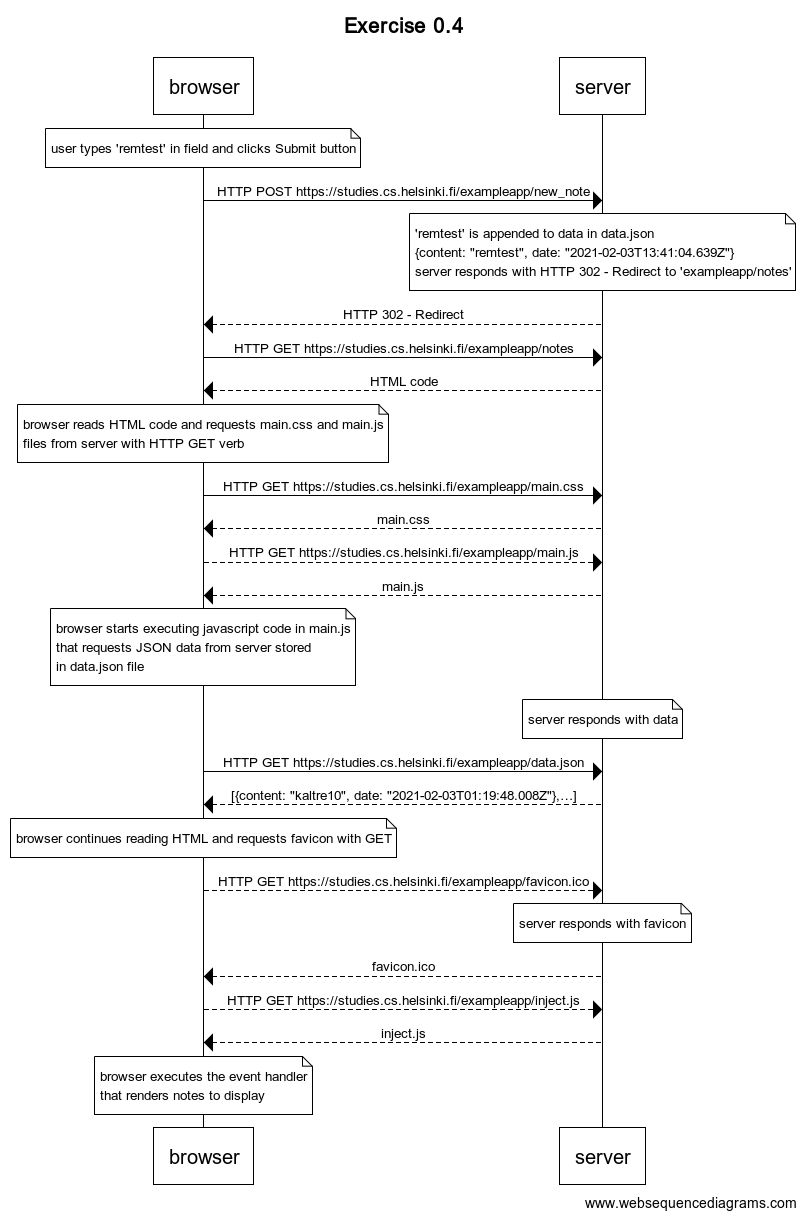 Exercise 0.4
browser
server
user types 'remtest' in field and clicks Submit button
HTTP POST https://studies.cs.helsinki.fi/exampleapp/new_note
'remtest' is appended to data in data.json
{content: "remtest", date: "2021-02-03T13:41:04.639Z"}
server responds with HTTP 302 - Redirect to 'exampleapp/notes'
HTTP 302 - Redirect
HTTP GET https://studies.cs.helsinki.fi/exampleapp/notes
HTML code
browser reads HTML code and requests main.css and main.js
files from server with HTTP GET verb
HTTP GET https://studies.cs.helsinki.fi/exampleapp/main.css
main.css
HTTP GET https://studies.cs.helsinki.fi/exampleapp/main.js
main.js
browser starts executing javascript code in main.js
that requests JSON data from server stored
in data.json file
server responds with data
HTTP GET https://studies.cs.helsinki.fi/exampleapp/data.json
[{content: "kaltre10", date: "2021-02-03T01:19:48.008Z"},…]
browser continues reading HTML and requests favicon with GET
HTTP GET https://studies.cs.helsinki.fi/exampleapp/favicon.ico
server responds with favicon
favicon.ico
HTTP GET https://studies.cs.helsinki.fi/exampleapp/inject.js
inject.js
browser executes the event handler
that renders notes to display
browser
server
www.websequencediagrams.com